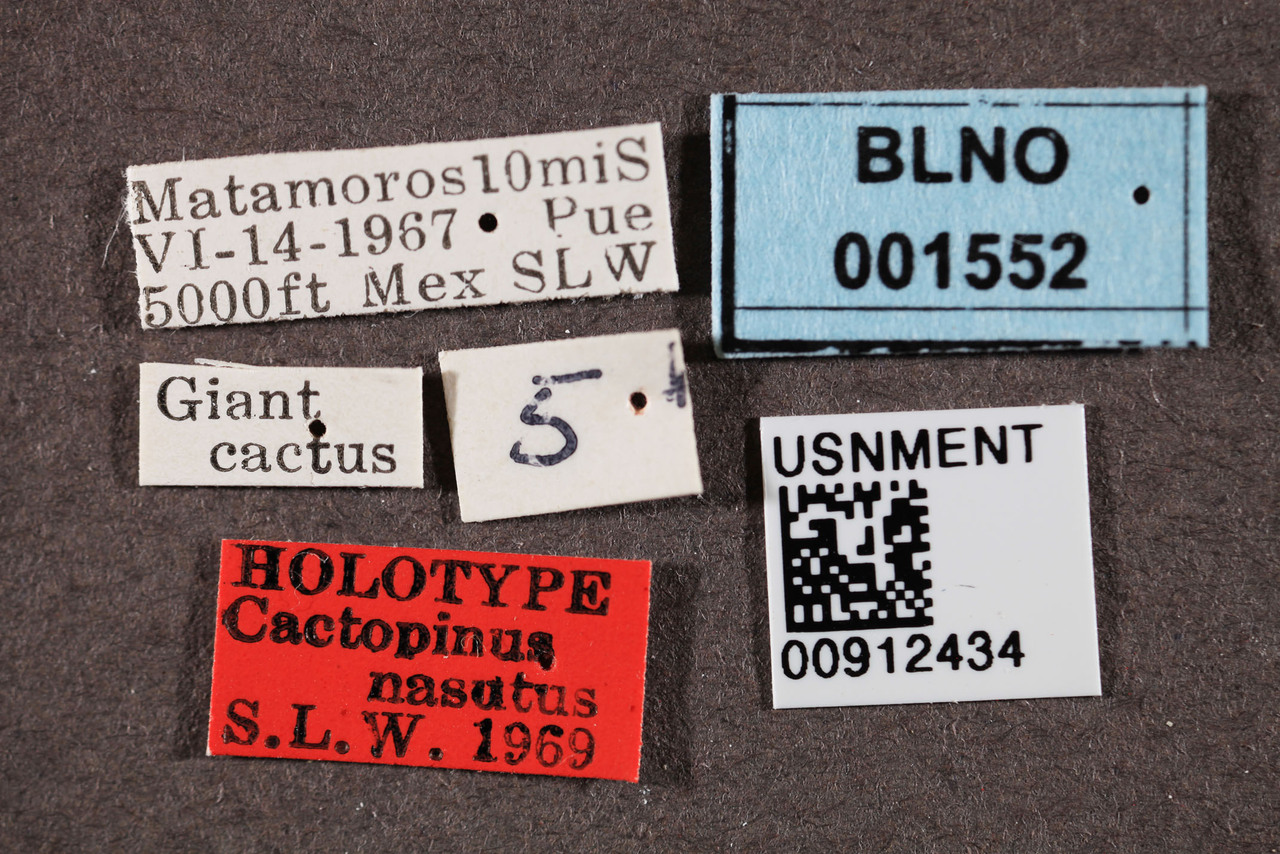 Matamoros10miS
VI-14-1967 Pue
5000ft Mex SLW
BLNO
001552
Giant
cactus
5
USNMENT
00912434
HOLOTYPE
Cactopinus
nasutus
S.L.W. 1969